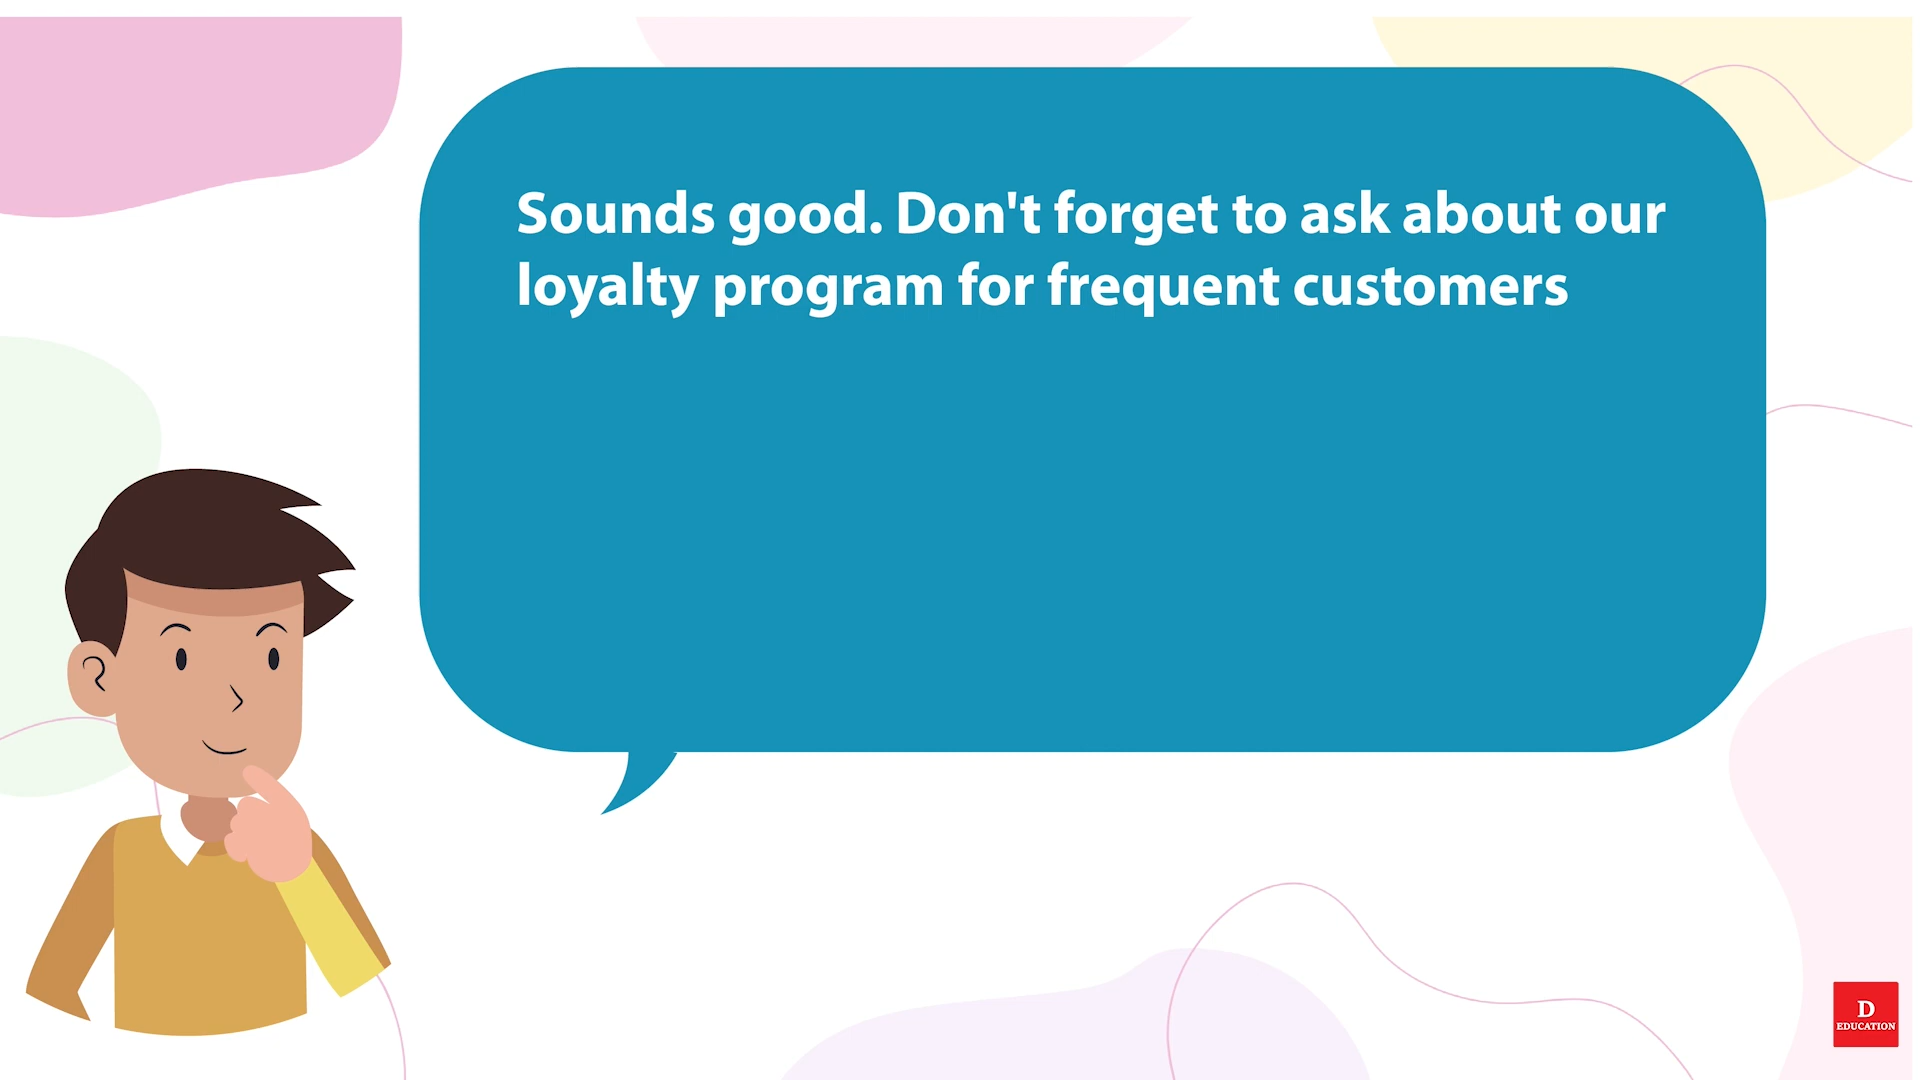 Sounds good. Don't forget to ask about our
loyalty program for frequent customers
D
EDUCATION